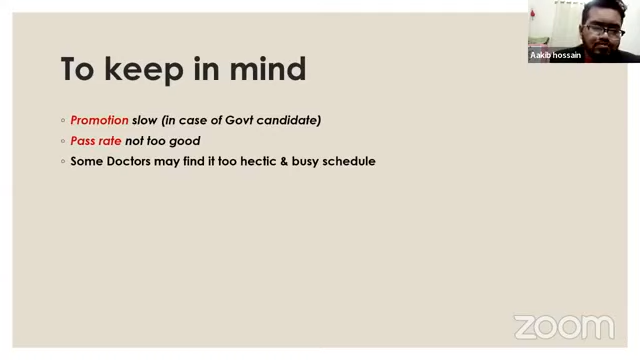 Aakib hossain
To keep in mind
Promotion slow (in case of Govt candidate)
Pass rate not too good
Some Doctors may find it too hectic & busy schedule
zoom